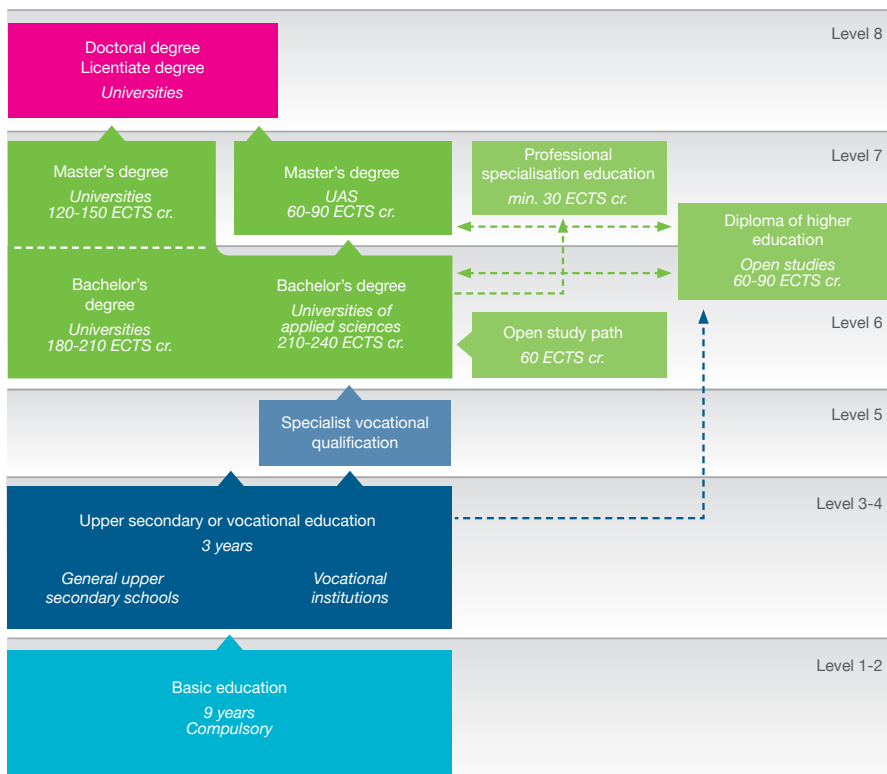 Level 8
Doctoral degree
Licentiate degree
Universities
Level 7
Master's degree
Universities
120-150 ECTS cr.
Master's degree
UAS
60-90 ECTS cr.
Professional
specialisation education
min. 30 ECTS cr.
Diploma of higher
education
Open studies
60-90 ECTS cr.
Bachelor's
degree
Universities
180-210 ECTS cr.
Bachelor's degree
Universities of
applied sciences
210-240 ECTS cr.
Open study path
60 ECTS cr.
Level 6
Specialist vocational
qualification
Level 5
Upper secondary or vocational education
3 years
General upper
secondary schools
Vocational
institutions
Level 3-4
Basic education
9 years
Compulsory
Level 1-2